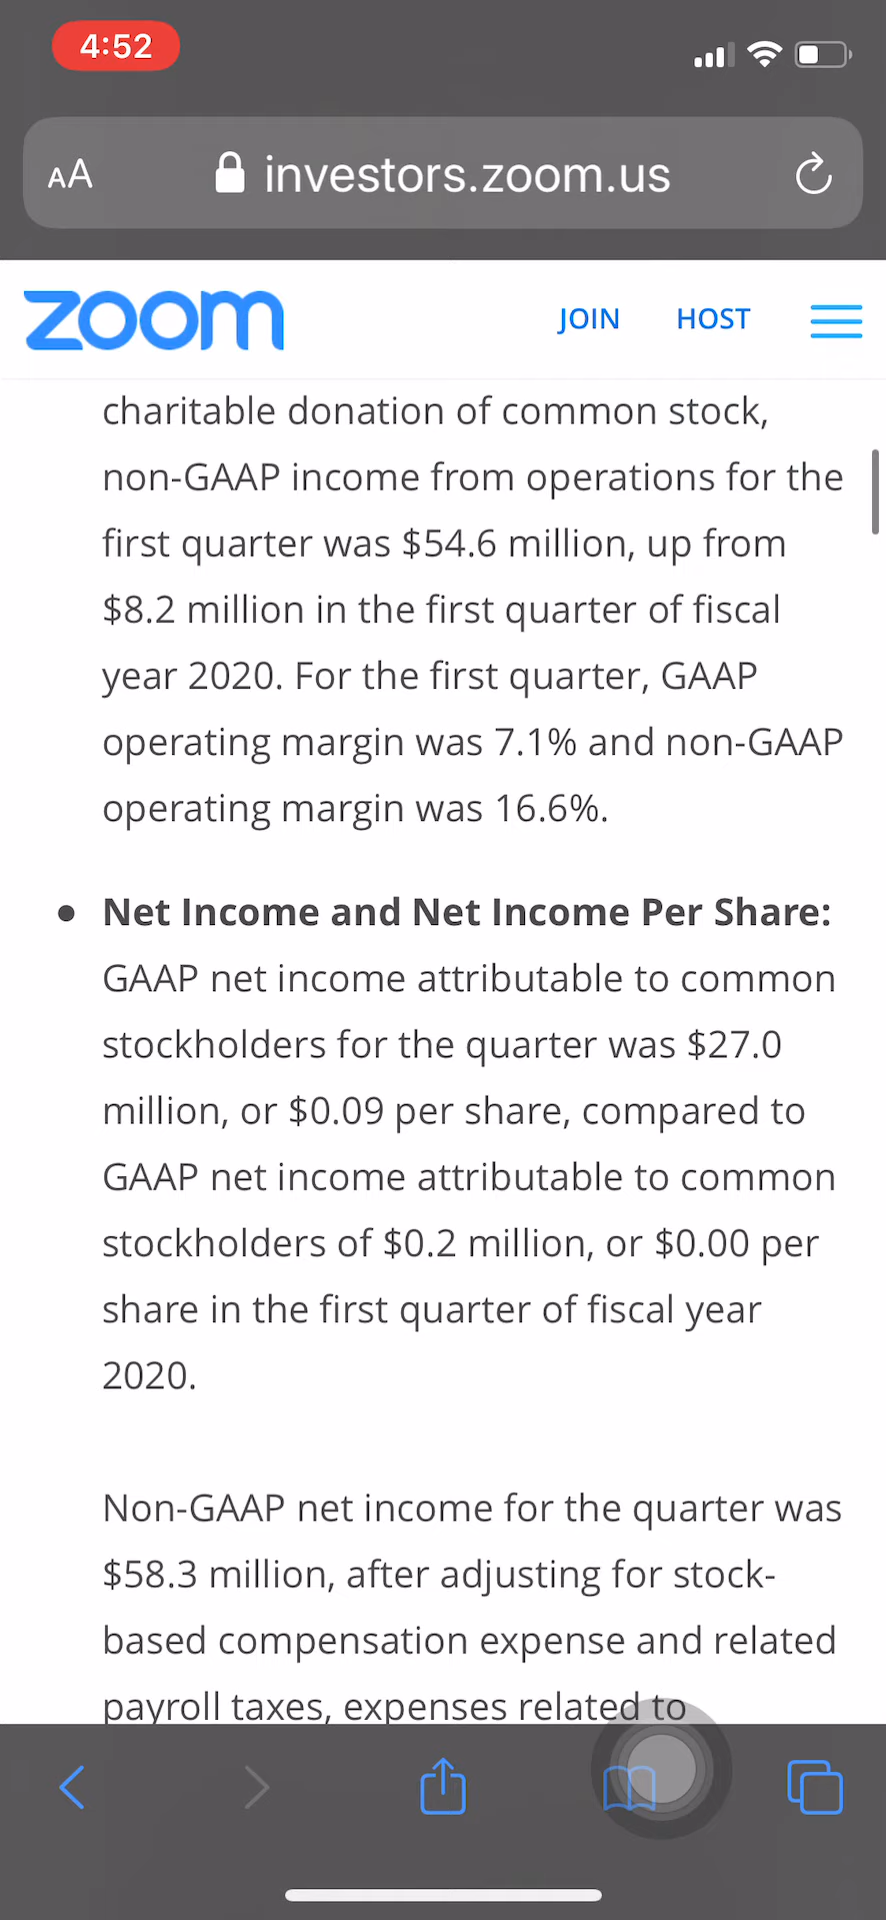 4:52
AA investors.zoom.us
zoom
JOIN HOST
charitable donation of common stock,
non-GAAP income from operations for the
first quarter was $54.6 million, up from
$8.2 million in the first quarter of fiscal
year 2020. For the first quarter, GAAP
operating margin was 7.1% and non-GAAP
operating margin was 16.6%.
• Net Income and Net Income Per Share:
GAAP net income attributable to common
stockholders for the quarter was $27.0
million, or $0.09 per share, compared to
GAAP net income attributable to common
stockholders of $0.2 million, or $0.00 per
share in the first quarter of fiscal year
2020.
Non-GAAP net income for the quarter was
$58.3 million, after adjusting for stock-
based compensation expense and related
payroll taxes, expenses related to